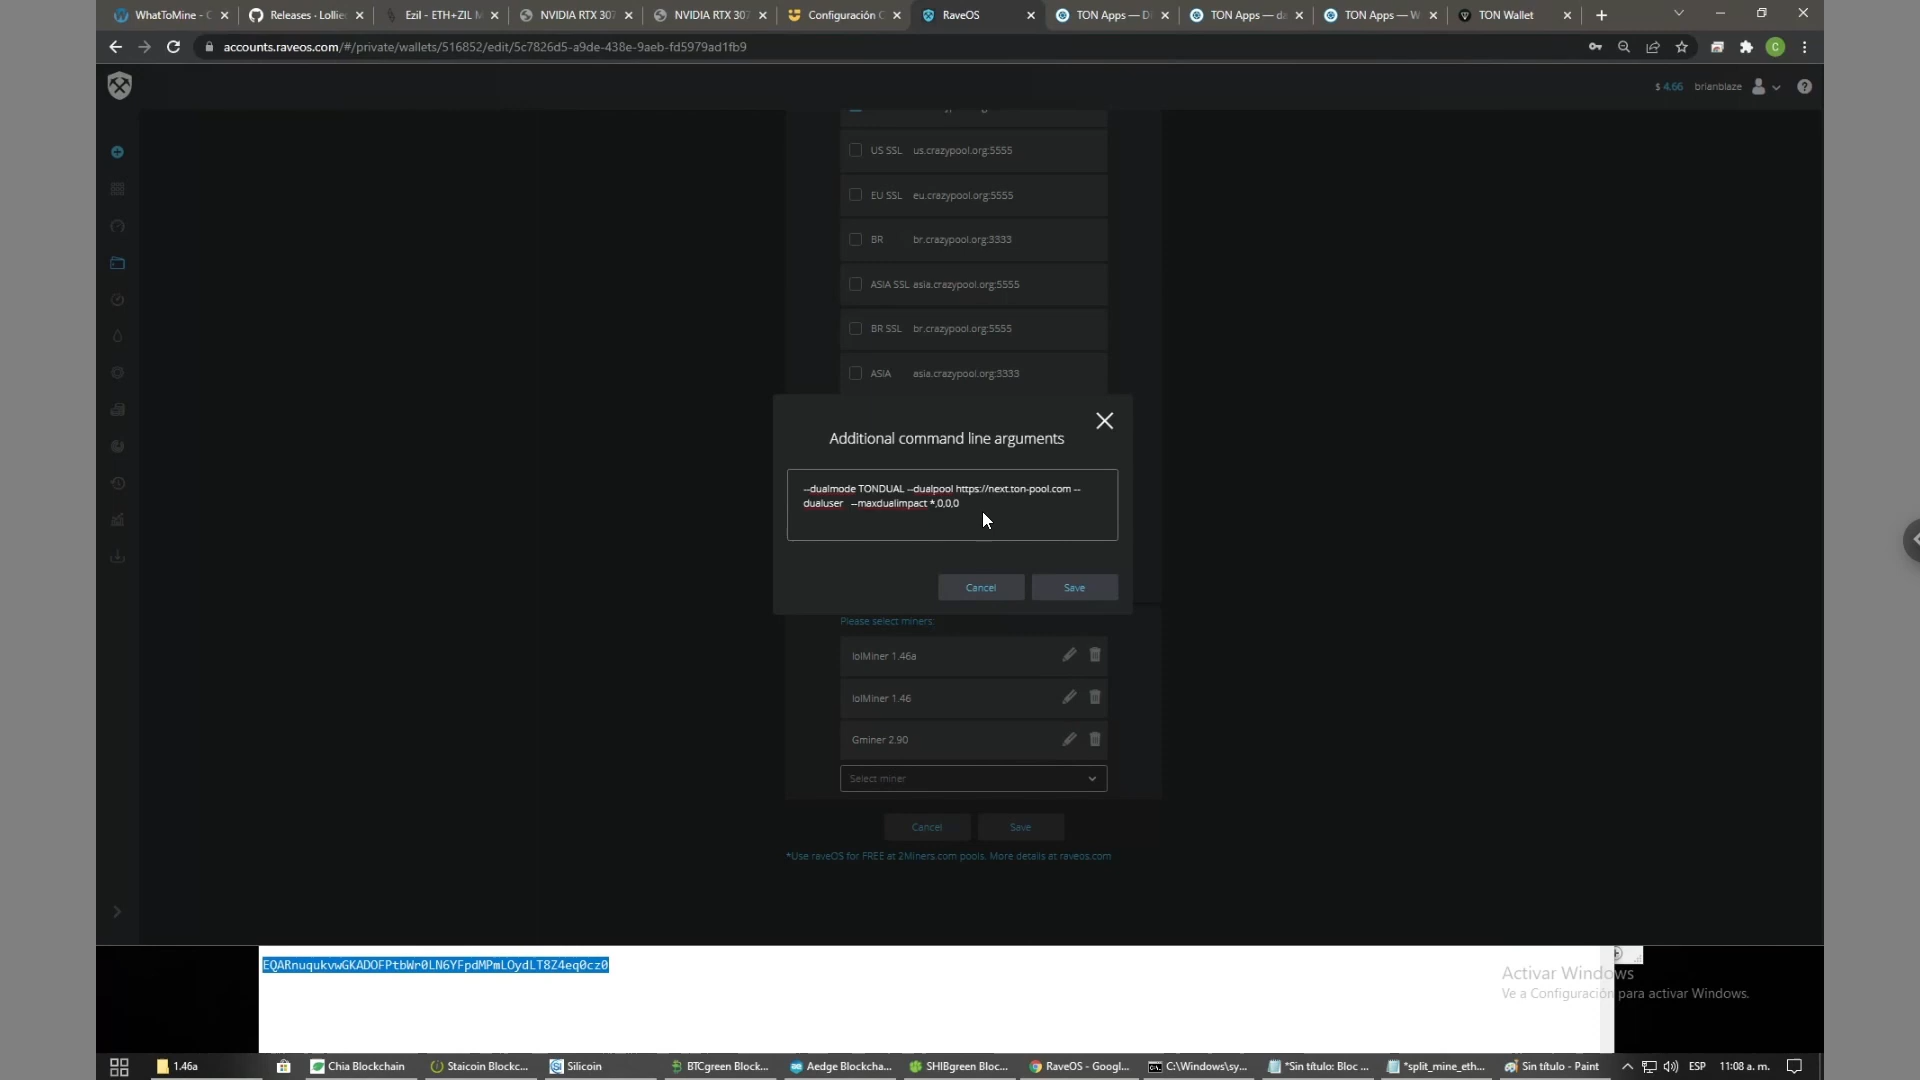 WhatToMine - C
Releases · Lollie
Ezil - ETH+ZIL M
NVIDIA RTX 307
NVIDIA RTX 307
Configuración C
RaveOS
TON Apps — D
TON Apps — da
TON Apps — W
TON Wallet
accounts.raveos.com/#/private/wallets/516852/edit/5c7826d5-a9de-438e-9aeb-fd5979ad1fb9
C
$ 4.66 brianblaze
US SSL us.crazypool.org:5555
EU SSL eu.crazypool.org:5555
BR br.crazypool.org:3333
ASIA SSL asia.crazypool.org:5555
BR SSL br.crazypool.org:5555
ASIA asia.crazypool.org:3333
Additional command line arguments
--dualmode TONDUAL --dualpool https://next.ton-pool.com --
dualuser --maxdualimpact *,0,0,0
Cancel
Save
Please select miners:
lolMiner 1.46a
lolMiner 1.46
Gminer 2.90
Select miner
Cancel
Save
*Use raveOS for FREE at 2Miners.com pools. More details at raveos.com
EQARnuqukvwGKADOFPtbWr0LN6YFpdMPmLOydLT8Z4eq0cz0
Activar Windows
Ve a Configuración para activar Windows.
1.46a
Chia Blockchain
Staicoin Blockc...
Silicoin
BTCgreen Block...
Aedge Blockcha...
SHIBgreen Bloc...
RaveOS - Googl...
C:\Windows\sy...
*Sin título: Bloc ...
*split_mine_eth...
Sin título - Paint
ESP
11:08 a. m.